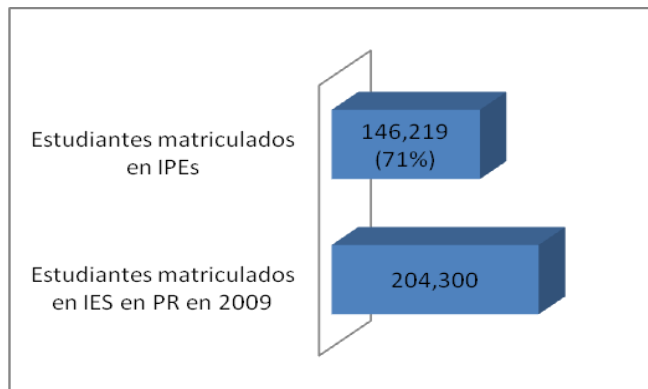 Estudiantes matriculados
en IPEs
146,219
(71%)
Estudiantes matriculados
en IES en PR en 2009
204,300